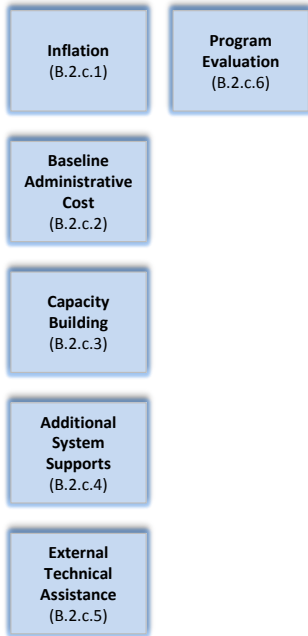 Inflation
(B.2.c.1)
Baseline
Administrative
Cost
(B.2.c.2)
Capacity
Building
(B.2.c.3)
Additional
System
Supports
(B.2.c.4)
External
Technical
Assistance
(B.2.c.5)
Program
Evaluation
(B.2.c.6)